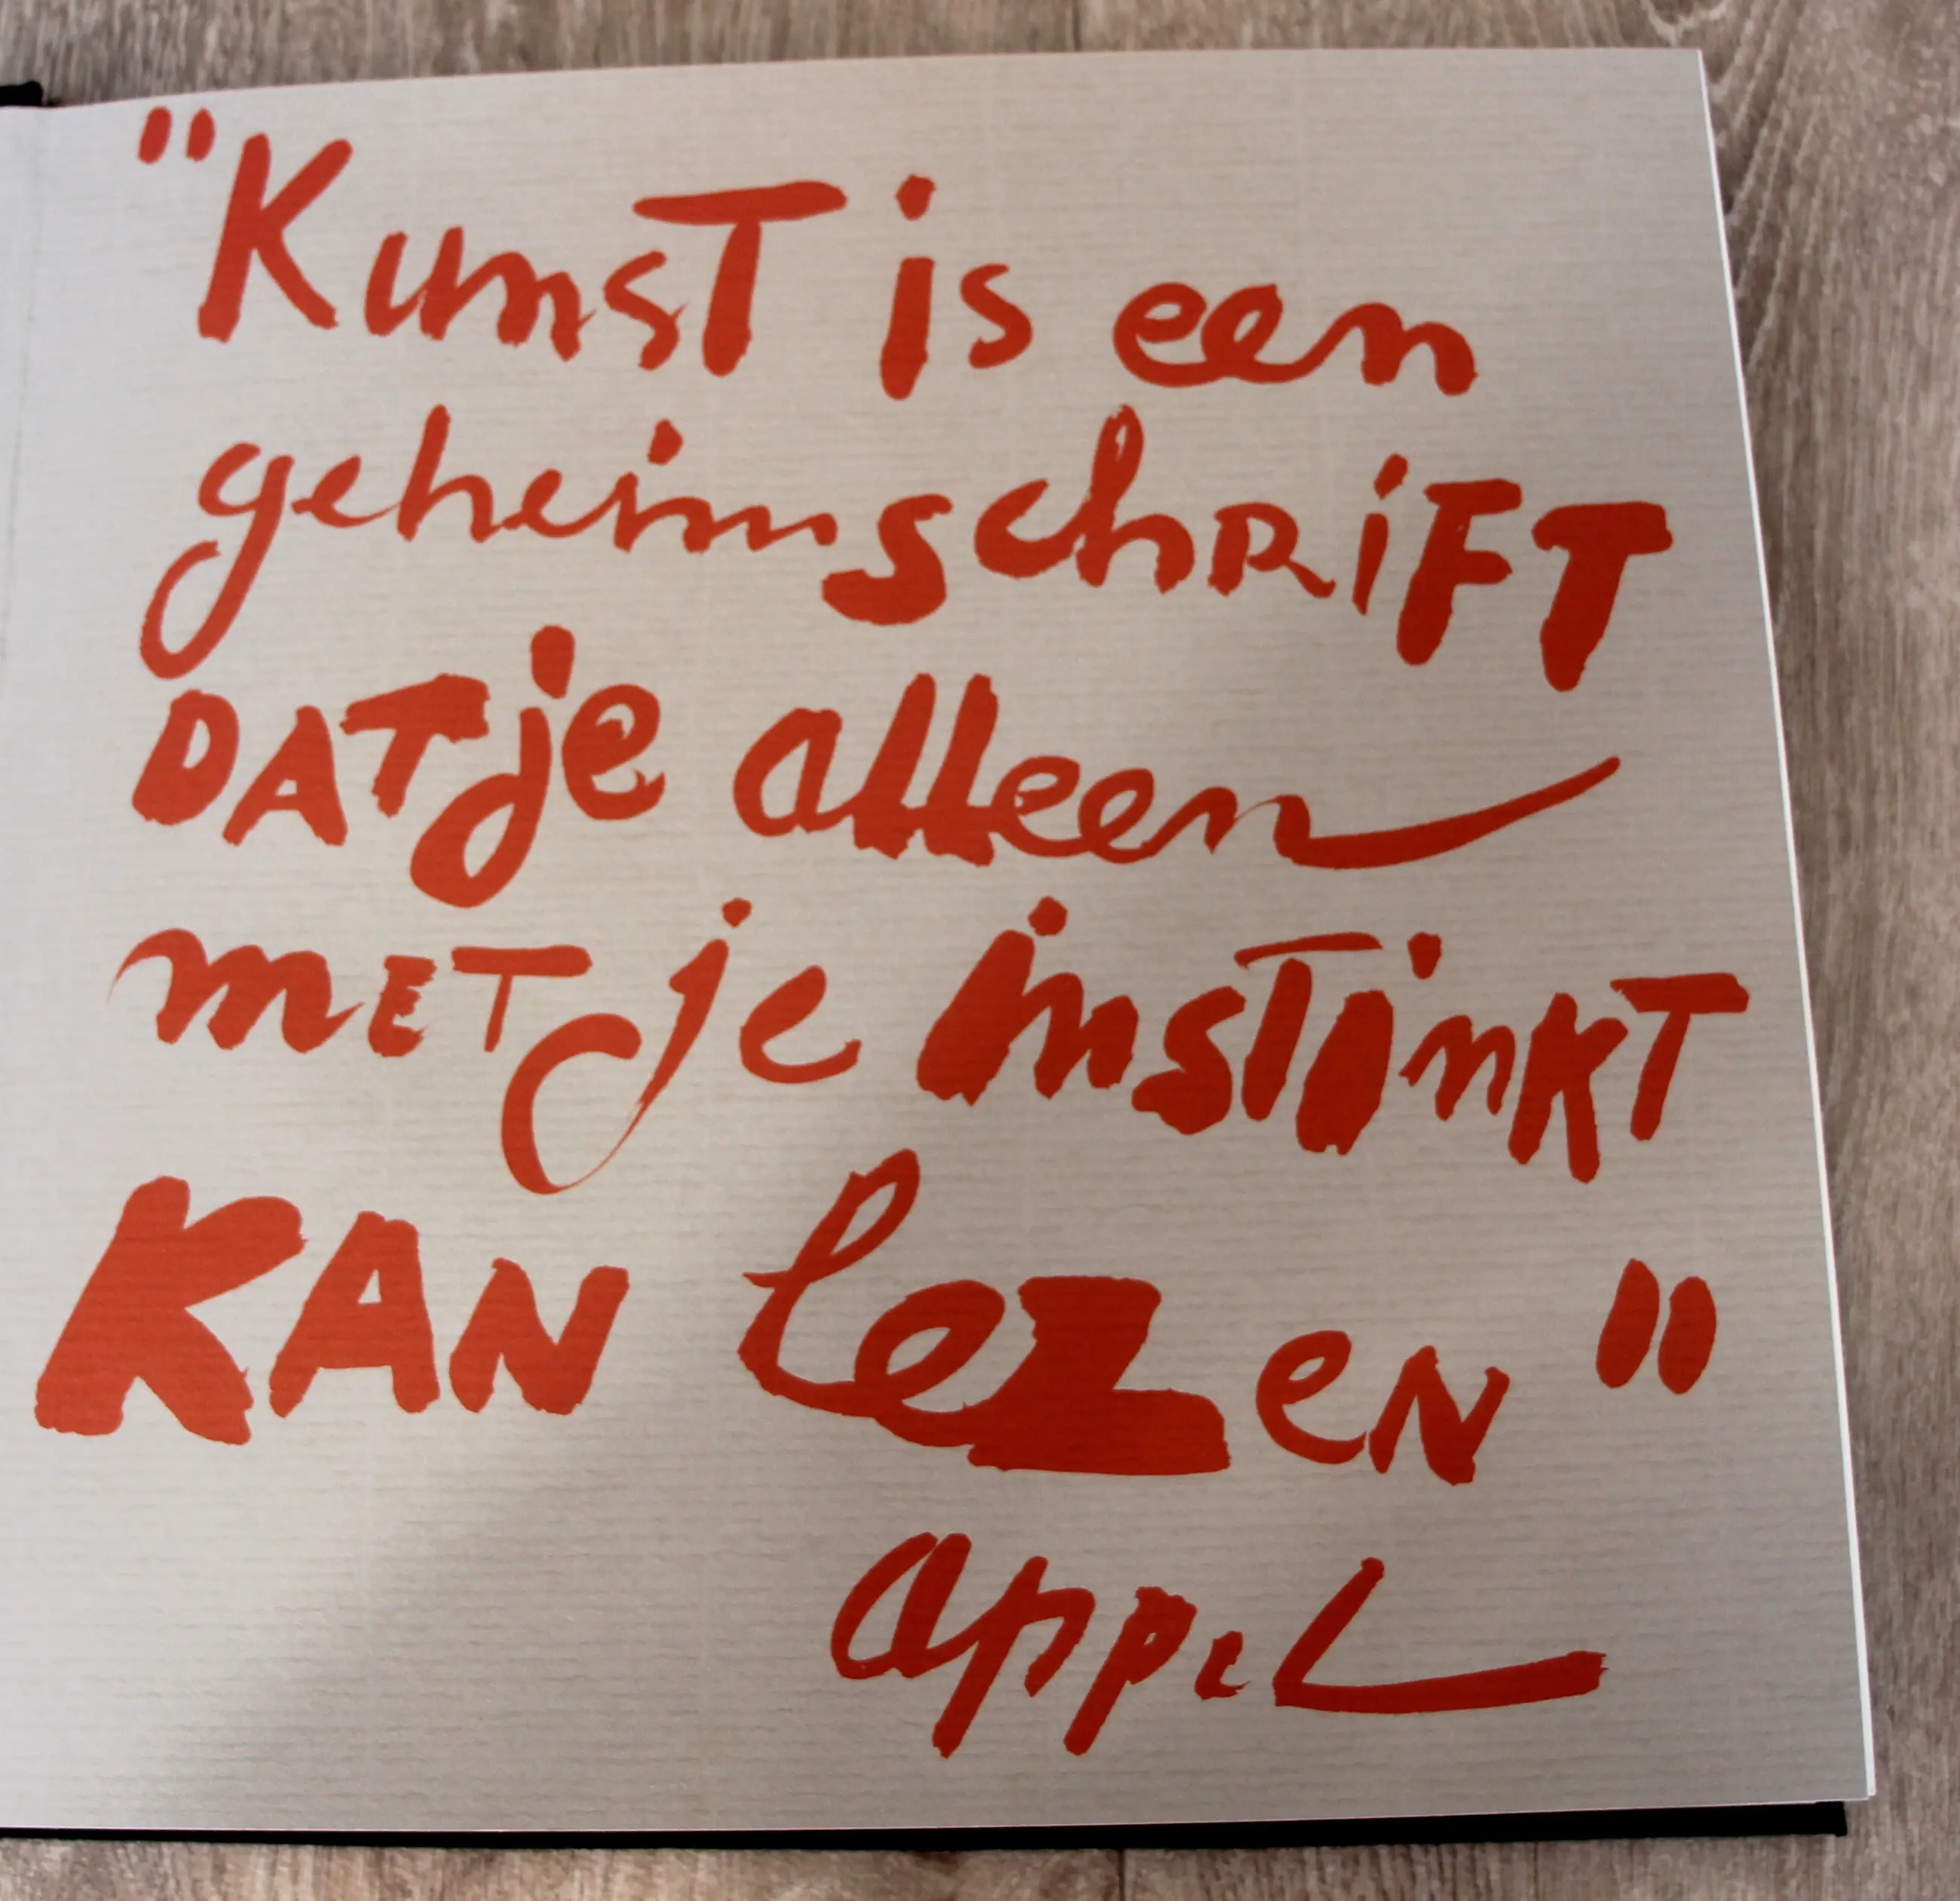 "Kunst is een
geheimschrift
DAT je alleen
met je instinkt
KAN lezen"
appel